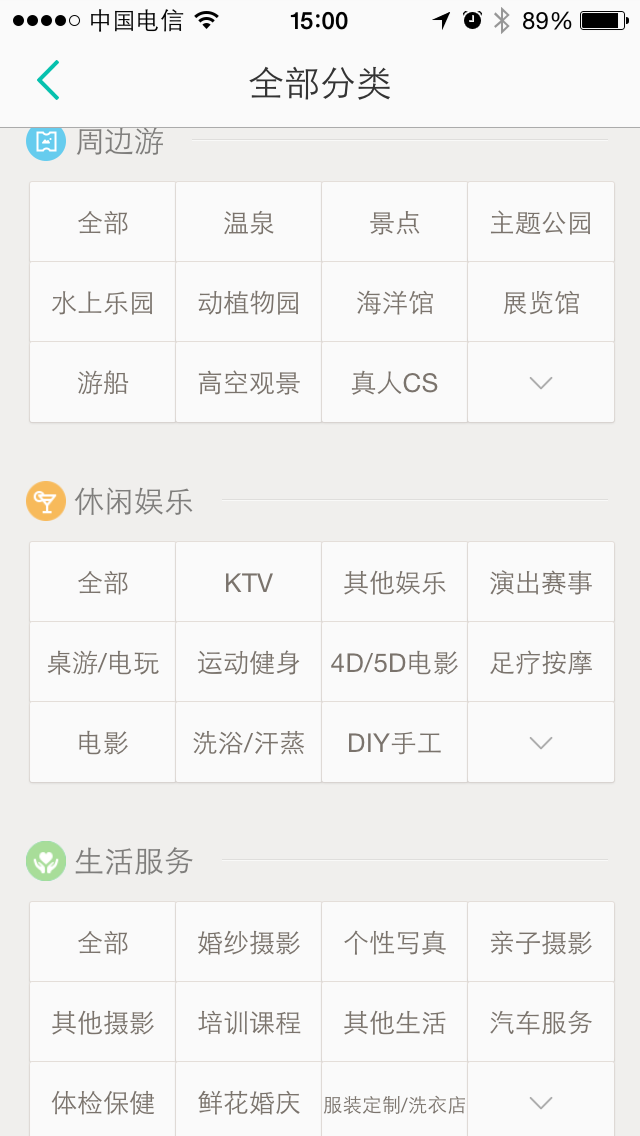 中国电信 15:00 89%
全部分类
周边游
全部 温泉 景点 主题公园
水上乐园 动植物园 海洋馆 展览馆
游船 高空观景 真人CS
休闲娱乐
全部 KTV 其他娱乐 演出赛事
桌游/电玩 运动健身 4D/5D电影 足疗按摩
电影 洗浴/汗蒸 DIY手工
生活服务
全部 婚纱摄影 个性写真 亲子摄影
其他摄影 培训课程 其他生活 汽车服务
体检保健 鲜花婚庆 服装定制/洗衣店